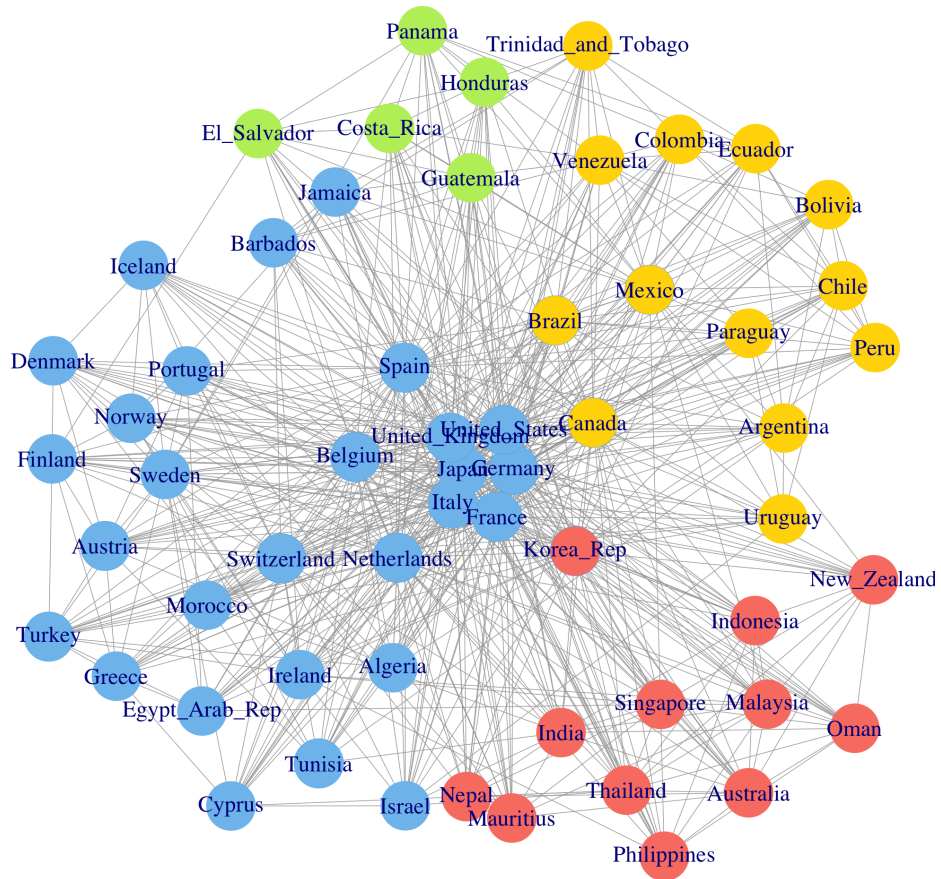 Panama
Trinidad_and_Tobago
Honduras
El_Salvador
Costa_Rica
Colombia
Ecuador
Venezuela
Guatemala
Jamaica
Bolivia
Barbados
Iceland
Mexico
Chile
Brazil
Paraguay
Peru
Denmark
Portugal
Spain
Norway
Canada
Argentina
United_States
United_Kingdom
Belgium
Finland
Sweden
Japan
Germany
Italy
France
Uruguay
Austria
Switzerland
Netherlands
Korea_Rep
New_Zealand
Morocco
Indonesia
Turkey
Greece
Ireland
Algeria
Egypt_Arab_Rep
Singapore
Malaysia
Oman
India
Tunisia
Cyprus
Israel
Nepal
Mauritius
Thailand
Australia
Philippines